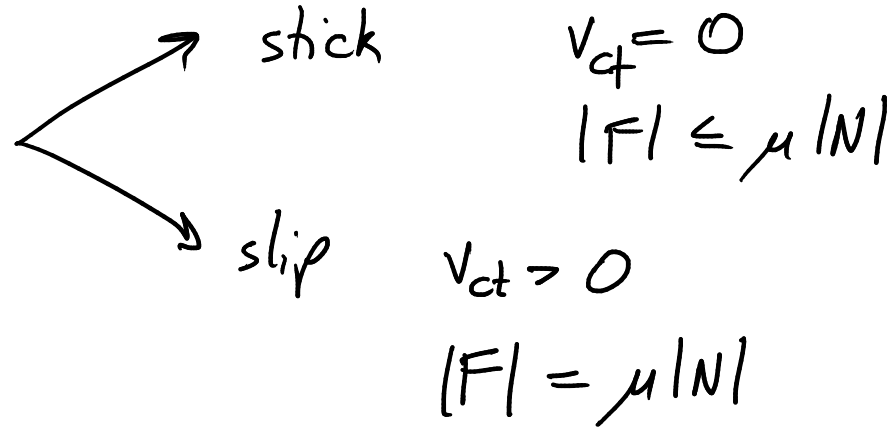 stick v_ct = 0
|F| ≤ μ|N|
slip v_ct > 0
|F| = μ|N|